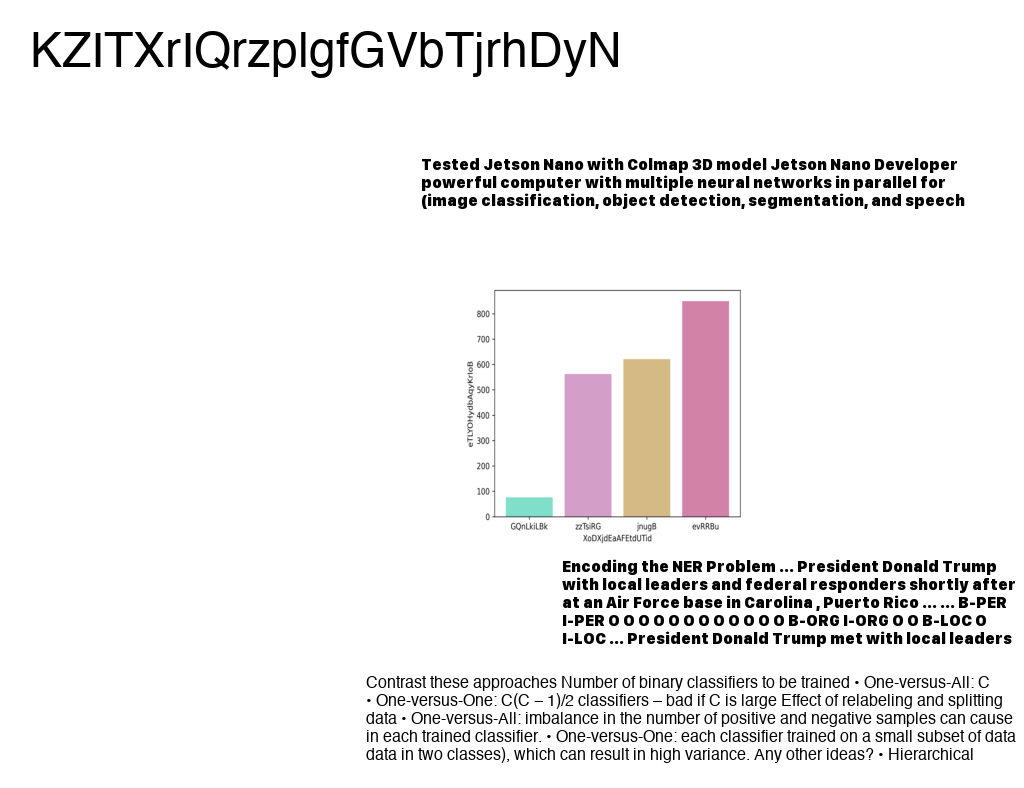 KZITXrIQrzpIgfGVbTjrhDyN
Tested Jetson Nano with Colmap 3D model Jetson Nano Developer
powerful computer with multiple neural networks in parallel for
(image classification, object detection, segmentation, and speech
800
700
600
500
400
300
200
100
0
eTLYOHydbAqyKrIoB
GQnLkiLBk zzTsiRG jnugB evRRBu
XoDXjdEaAFEtdUTid
Encoding the NER Problem ... President Donald Trump
with local leaders and federal responders shortly after
at an Air Force base in Carolina , Puerto Rico ... ... B-PER
I-PER O O O O O O O O O O O O B-ORG I-ORG O O B-LOC O
I-LOC ... President Donald Trump met with local leaders
Contrast these approaches Number of binary classifiers to be trained • One-versus-All: C
• One-versus-One: C(C – 1)/2 classifiers – bad if C is large Effect of relabeling and splitting
data • One-versus-All: imbalance in the number of positive and negative samples can cause
in each trained classifier. • One-versus-One: each classifier trained on a small subset of data
data in two classes), which can result in high variance. Any other ideas? • Hierarchical